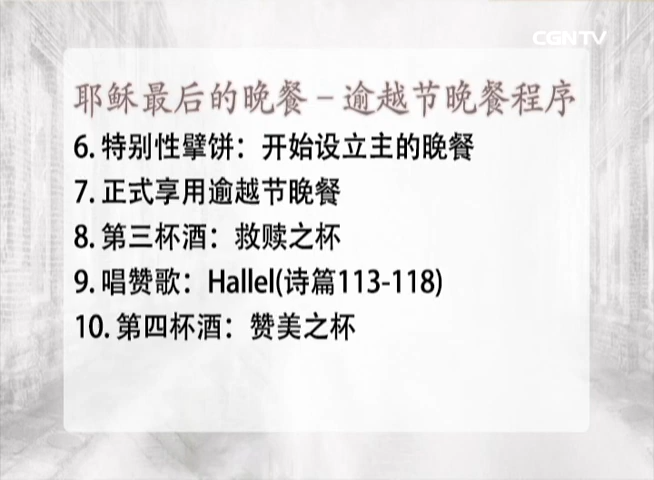 CGNTV
耶稣最后的晚餐 – 逾越节晚餐程序
6. 特别性擘饼：开始设立主的晚餐
7. 正式享用逾越节晚餐
8. 第三杯酒：救赎之杯
9. 唱赞歌：Hallel(诗篇113-118)
10. 第四杯酒：赞美之杯